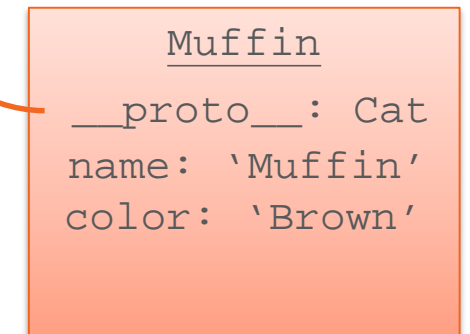 Muffin
__proto__: Cat
name: ‘Muffin’
color: ‘Brown’